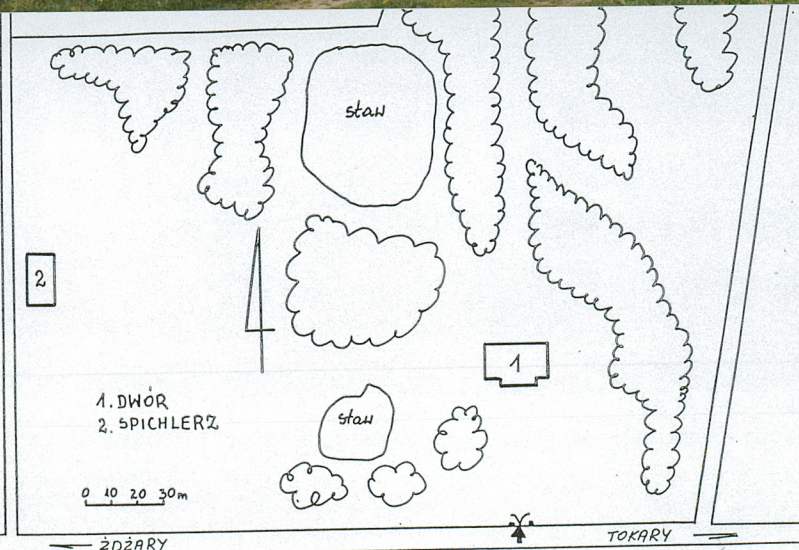 staw
2
1
staw
1. DWÓR
2. SPICHLERZ
0 10 20 30m
ŻDŻARY
TOKARY